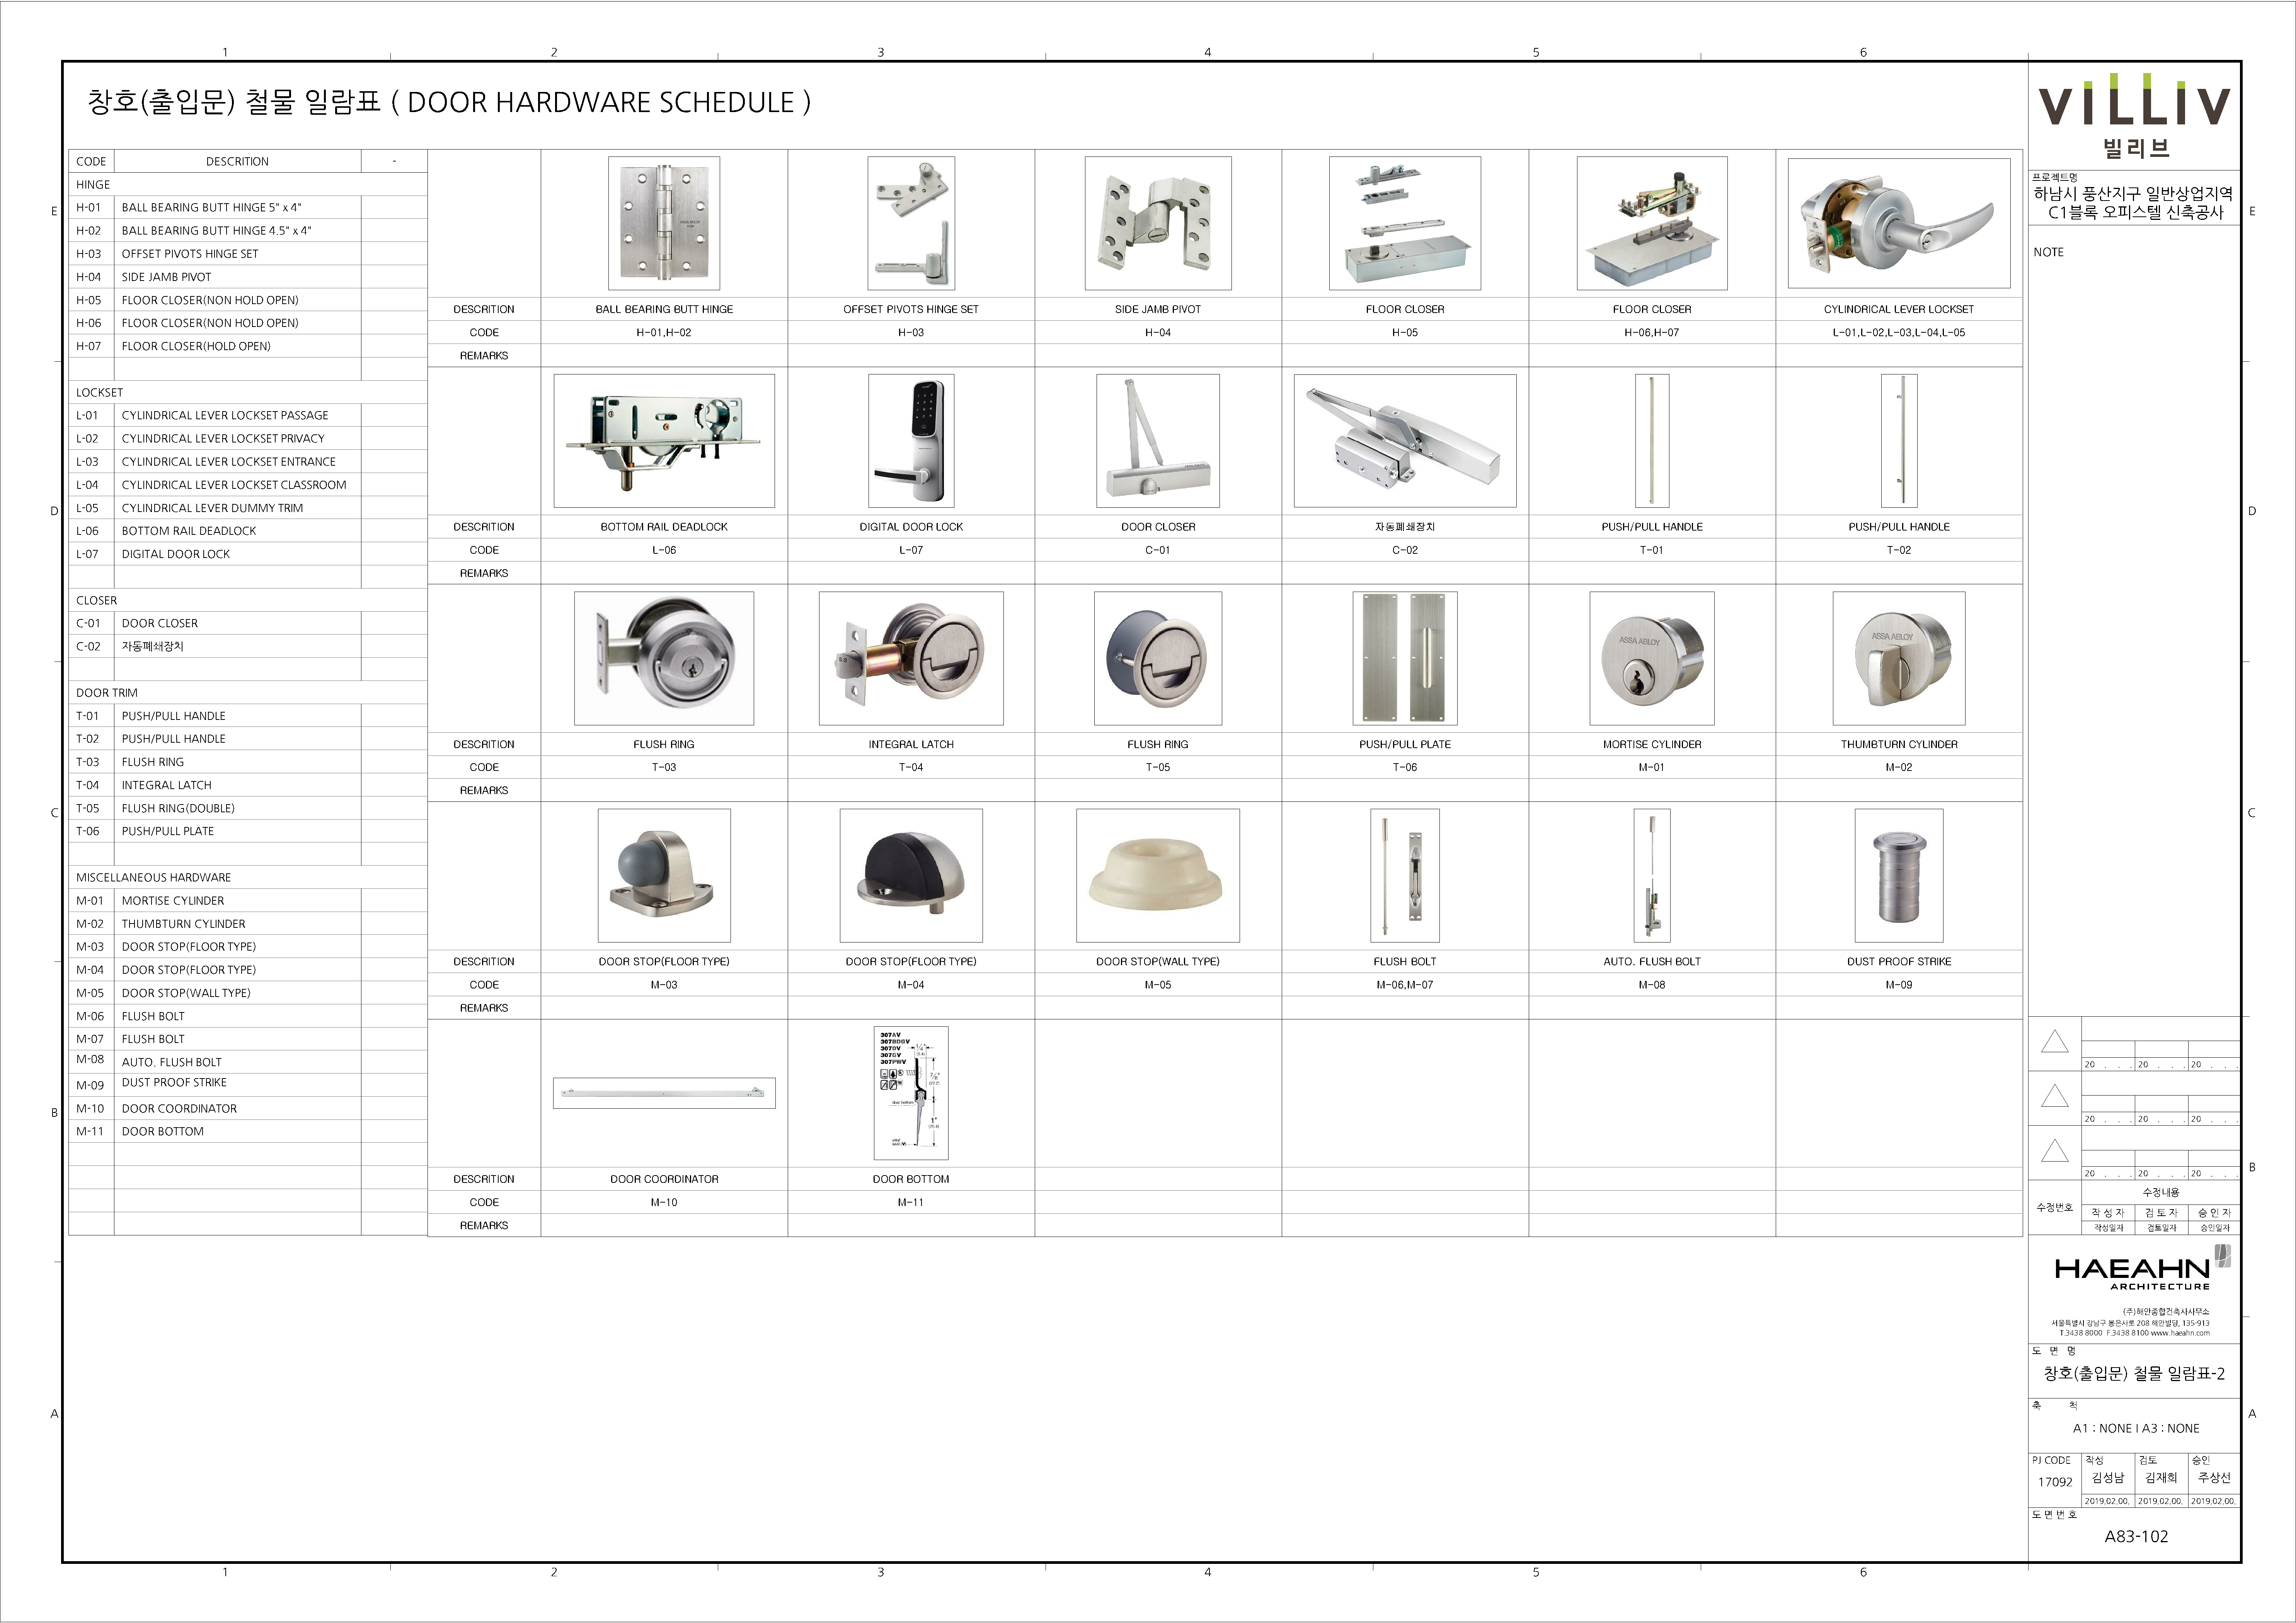 1 2 3 4 5 6
창호(출입문) 철물 일람표 ( DOOR HARDWARE SCHEDULE )
CODE DESCRITION -
HINGE
H-01 BALL BEARING BUTT HINGE 5" x 4"
H-02 BALL BEARING BUTT HINGE 4.5" x 4"
H-03 OFFSET PIVOTS HINGE SET
H-04 SIDE JAMB PIVOT
H-05 FLOOR CLOSER(NON HOLD OPEN)
H-06 FLOOR CLOSER(NON HOLD OPEN)
H-07 FLOOR CLOSER(HOLD OPEN)
LOCKSET
L-01 CYLINDRICAL LEVER LOCKSET PASSAGE
L-02 CYLINDRICAL LEVER LOCKSET PRIVACY
L-03 CYLINDRICAL LEVER LOCKSET ENTRANCE
L-04 CYLINDRICAL LEVER LOCKSET CLASSROOM
L-05 CYLINDRICAL LEVER DUMMY TRIM
L-06 BOTTOM RAIL DEADLOCK
L-07 DIGITAL DOOR LOCK
CLOSER
C-01 DOOR CLOSER
C-02 자동폐쇄장치
DOOR TRIM
T-01 PUSH/PULL HANDLE
T-02 PUSH/PULL HANDLE
T-03 FLUSH RING
T-04 INTEGRAL LATCH
T-05 FLUSH RING(DOUBLE)
T-06 PUSH/PULL PLATE
MISCELLANEOUS HARDWARE
M-01 MORTISE CYLINDER
M-02 THUMBTURN CYLINDER
M-03 DOOR STOP(FLOOR TYPE)
M-04 DOOR STOP(FLOOR TYPE)
M-05 DOOR STOP(WALL TYPE)
M-06 FLUSH BOLT
M-07 FLUSH BOLT
M-08 AUTO. FLUSH BOLT
M-09 DUST PROOF STRIKE
M-10 DOOR COORDINATOR
M-11 DOOR BOTTOM
DESCRITION BALL BEARING BUTT HINGE OFFSET PIVOTS HINGE SET SIDE JAMB PIVOT FLOOR CLOSER FLOOR CLOSER CYLINDRICAL LEVER LOCKSET
CODE H-01,H-02 H-03 H-04 H-05 H-06,H-07 L-01,L-02,L-03,L-04,L-05
REMARKS
DESCRITION BOTTOM RAIL DEADLOCK DIGITAL DOOR LOCK DOOR CLOSER 자동폐쇄장치 PUSH/PULL HANDLE PUSH/PULL HANDLE
CODE L-06 L-07 C-01 C-02 T-01 T-02
REMARKS
ASSA ABLOY
ASSA ABLOY
DESCRITION FLUSH RING INTEGRAL LATCH FLUSH RING PUSH/PULL PLATE MORTISE CYLINDER THUMBTURN CYLINDER
CODE T-03 T-04 T-05 T-06 M-01 M-02
REMARKS
DESCRITION DOOR STOP(FLOOR TYPE) DOOR STOP(FLOOR TYPE) DOOR STOP(WALL TYPE) FLUSH BOLT AUTO. FLUSH BOLT DUST PROOF STRIKE
CODE M-03 M-04 M-05 M-06,M-07 M-08 M-09
REMARKS
307AV
307BDGV
307DV
307GV
307PWV
DESCRITION DOOR COORDINATOR DOOR BOTTOM
CODE M-10 M-11
REMARKS
VILLIV
빌리브
프로젝트명
하남시 풍산지구 일반상업지역
C1블록 오피스텔 신축공사
NOTE
20 . . . 20 . . . 20 . . .
20 . . . 20 . . . 20 . . .
20 . . . 20 . . . 20 . . .
수정번호 수정내용
작 성 자 검 토 자 승 인 자
작성일자 검토일자 승인일자
HAEAHN
ARCHITECTURE
(주)해안종합건축사사무소
서울특별시 강남구 봉은사로 208 해안빌딩, 135-913
T.3438 8000 F.3438 8100 www.haeahn.com
도 면 명
창호(출입문) 철물 일람표-2
축 척
A1 : NONE I A3 : NONE
PJ CODE 작성 검토 승인
17092 김성남 김재희 주상선
2019.02.00. 2019.02.00. 2019.02.00.
도 면 번 호
A83-102
E E
D D
C C
B B
A A
1 2 3 4 5 6